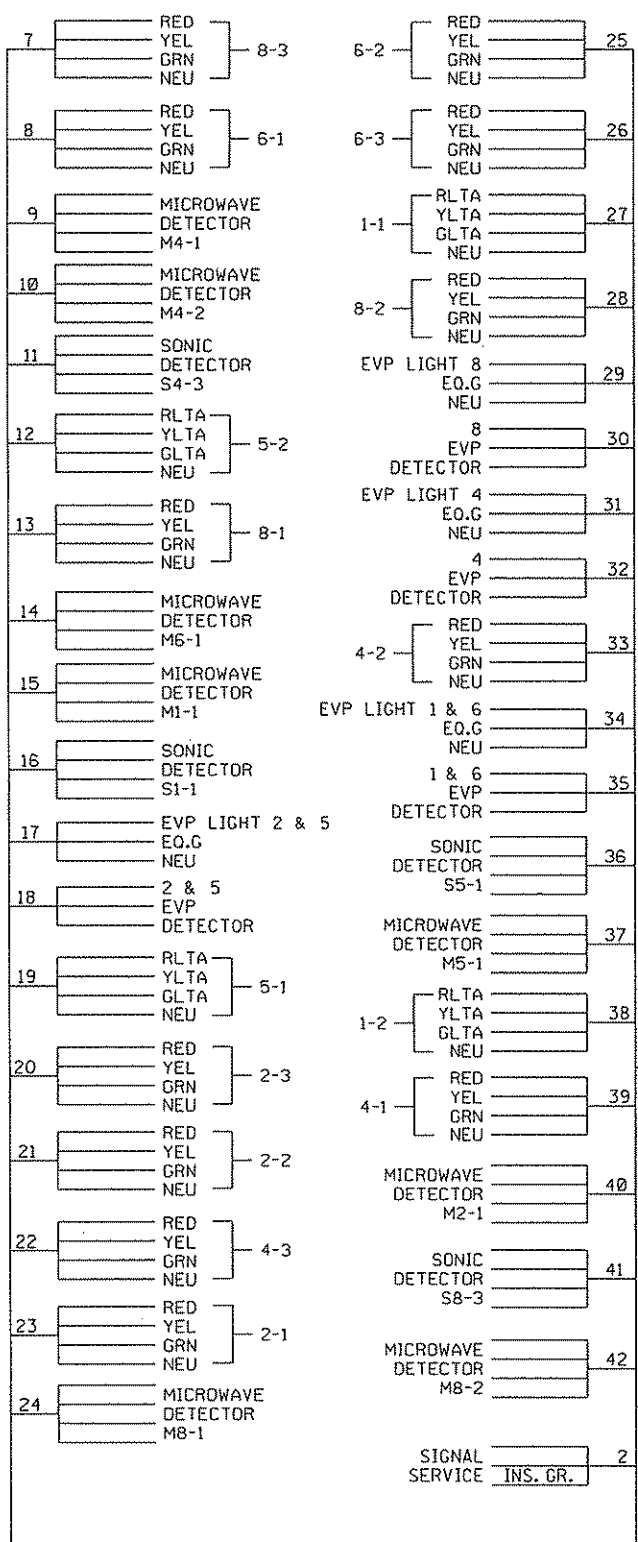 7
RED
YEL
GRN
NEU
8-3
8
RED
YEL
GRN
NEU
6-1
9
MICROWAVE
DETECTOR
M4-1
10
MICROWAVE
DETECTOR
M4-2
11
SONIC
DETECTOR
S4-3
12
RLTA
YLTA
GLTA
NEU
5-2
13
RED
YEL
GRN
NEU
8-1
14
MICROWAVE
DETECTOR
M6-1
15
MICROWAVE
DETECTOR
M1-1
16
SONIC
DETECTOR
S1-1
17
EVP LIGHT 2 & 5
EQ.G
NEU
18
2 & 5
EVP
DETECTOR
19
RLTA
YLTA
GLTA
NEU
5-1
20
RED
YEL
GRN
NEU
2-3
21
RED
YEL
GRN
NEU
2-2
22
RED
YEL
GRN
NEU
4-3
23
RED
YEL
GRN
NEU
2-1
24
MICROWAVE
DETECTOR
M8-1
6-2
RED
YEL
GRN
NEU
25
6-3
RED
YEL
GRN
NEU
26
1-1
RLTA
YLTA
GLTA
NEU
27
8-2
RED
YEL
GRN
NEU
28
EVP LIGHT 8
EQ.G
NEU
29
8
EVP
DETECTOR
30
EVP LIGHT 4
EQ.G
NEU
31
4
EVP
DETECTOR
32
4-2
RED
YEL
GRN
NEU
33
EVP LIGHT 1 & 6
EQ.G
NEU
34
1 & 6
EVP
DETECTOR
35
SONIC
DETECTOR
S5-1
36
MICROWAVE
DETECTOR
M5-1
37
1-2
RLTA
YLTA
GLTA
NEU
38
4-1
RED
YEL
GRN
NEU
39
MICROWAVE
DETECTOR
M2-1
40
SONIC
DETECTOR
S8-3
41
MICROWAVE
DETECTOR
M8-2
42
SIGNAL
SERVICE INS. GR.
2